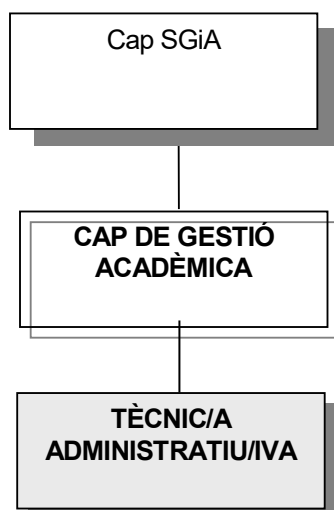 Cap SGiA
CAP DE GESTIÓ
ACADÈMICA
TÈCNIC/A
ADMINISTRATIU/IVA